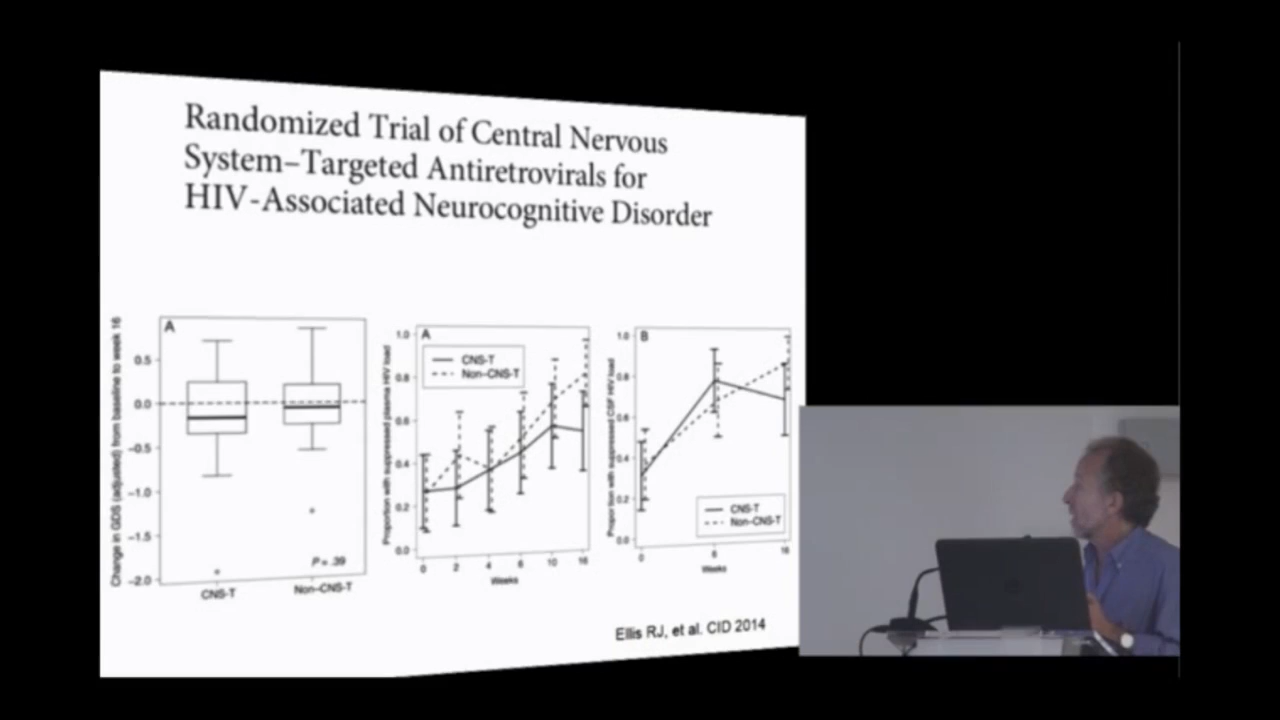 Randomized Trial of Central Nervous
System–Targeted Antiretrovirals for
HIV-Associated Neurocognitive Disorder
A
Change in GDS (adjusted) from baseline to week 16
0.5
0.0
−0.5
−1.0
−1.5
−2.0
P = .39
CNS-T
Non–CNS-T
A
Proportion with suppressed plasma HIV load
1.0
0.8
0.6
0.4
0.2
0.0
CNS-T
Non–CNS-T
0 2 4 8 10 16
Weeks
B
Proportion with suppressed CSF HIV load
1.0
0.8
0.6
0.4
0.2
0.0
CNS-T
Non–CNS-T
0
16
Weeks
Ellis RJ, et al. CID 2014